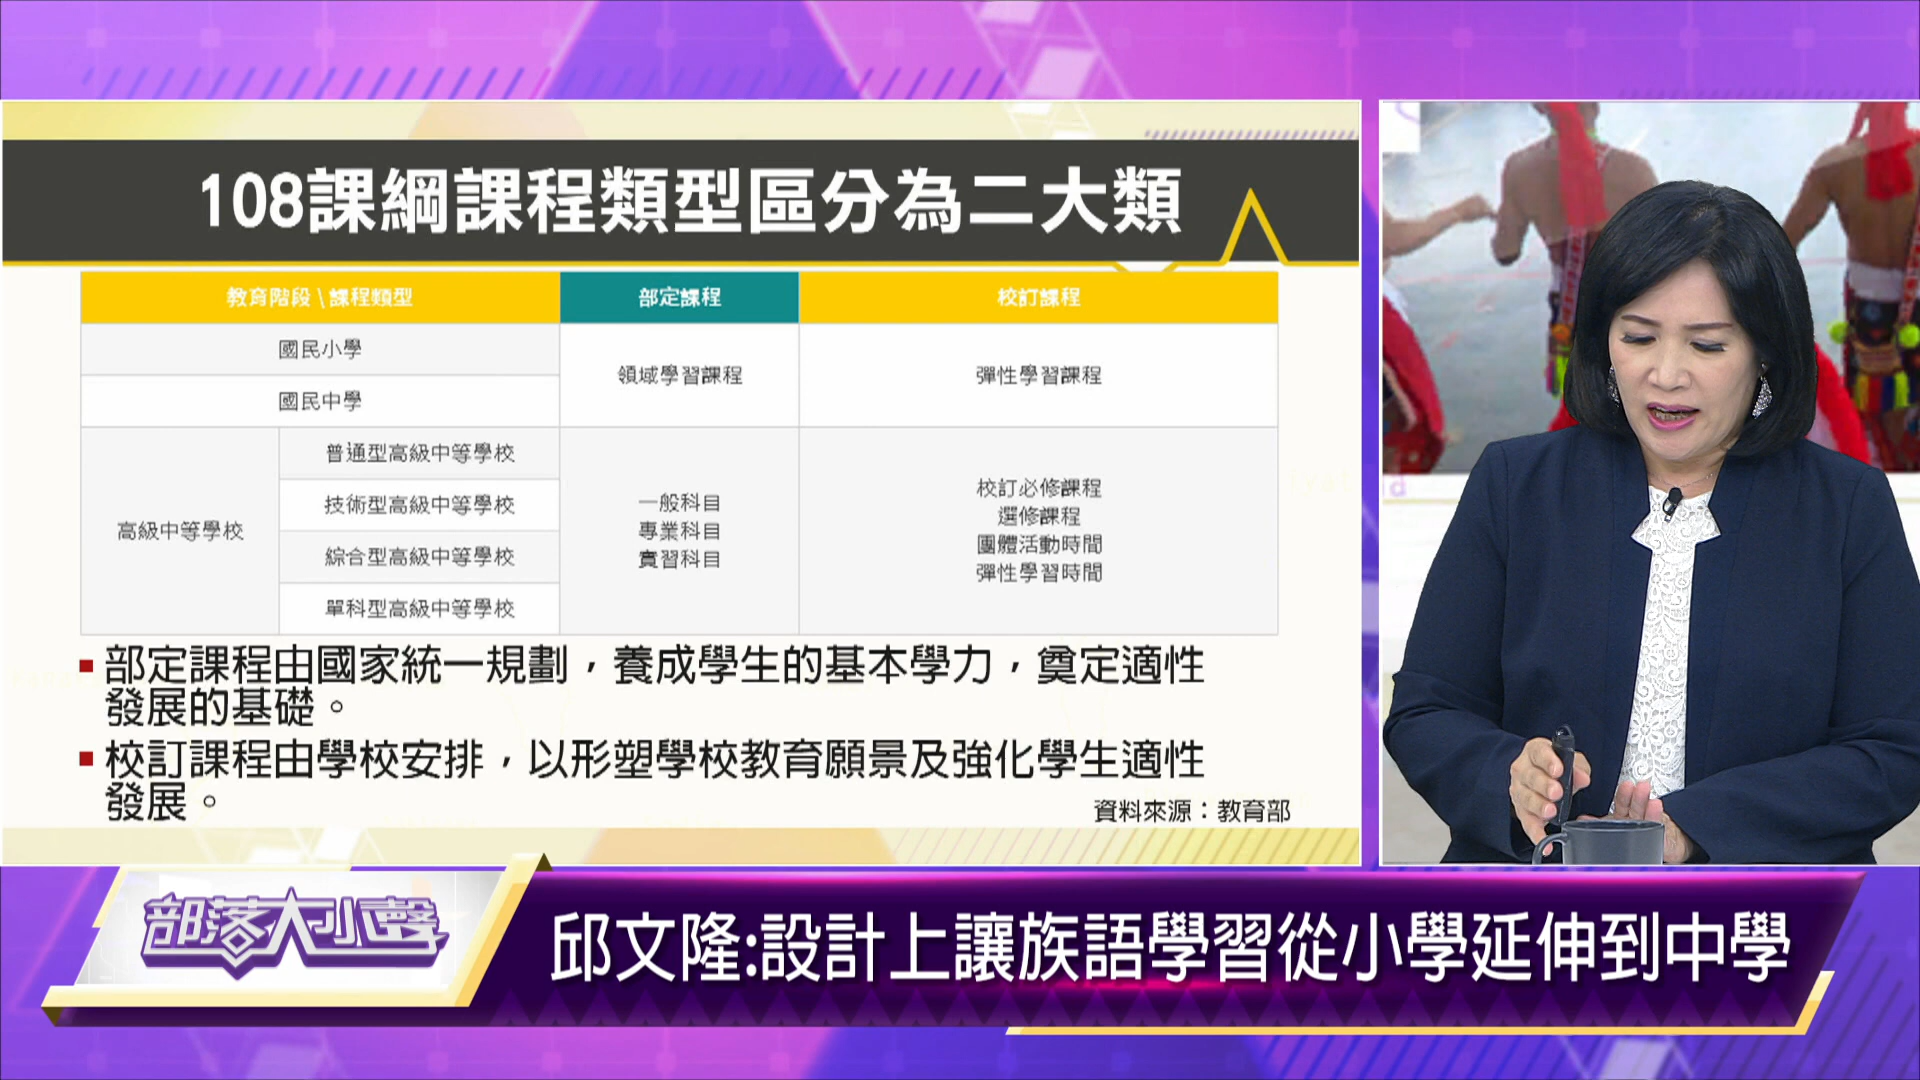 108課綱課程類型區分為二大類
教育階段\課程類型
部定課程
校訂課程
國民小學
國民中學
領域學習課程
彈性學習課程
高級中等學校
普通型高級中等學校
技術型高級中等學校
綜合型高級中等學校
單科型高級中等學校
一般科目
專業科目
實習科目
校訂必修課程
選修課程
團體活動時間
彈性學習時間
部定課程由國家統一規劃，養成學生的基本學力，奠定適性
發展的基礎。
校訂課程由學校安排，以形塑學校教育願景及強化學生適性
發展。
資料來源：教育部
部落大小聲
邱文隆:設計上讓族語學習從小學延伸到中學